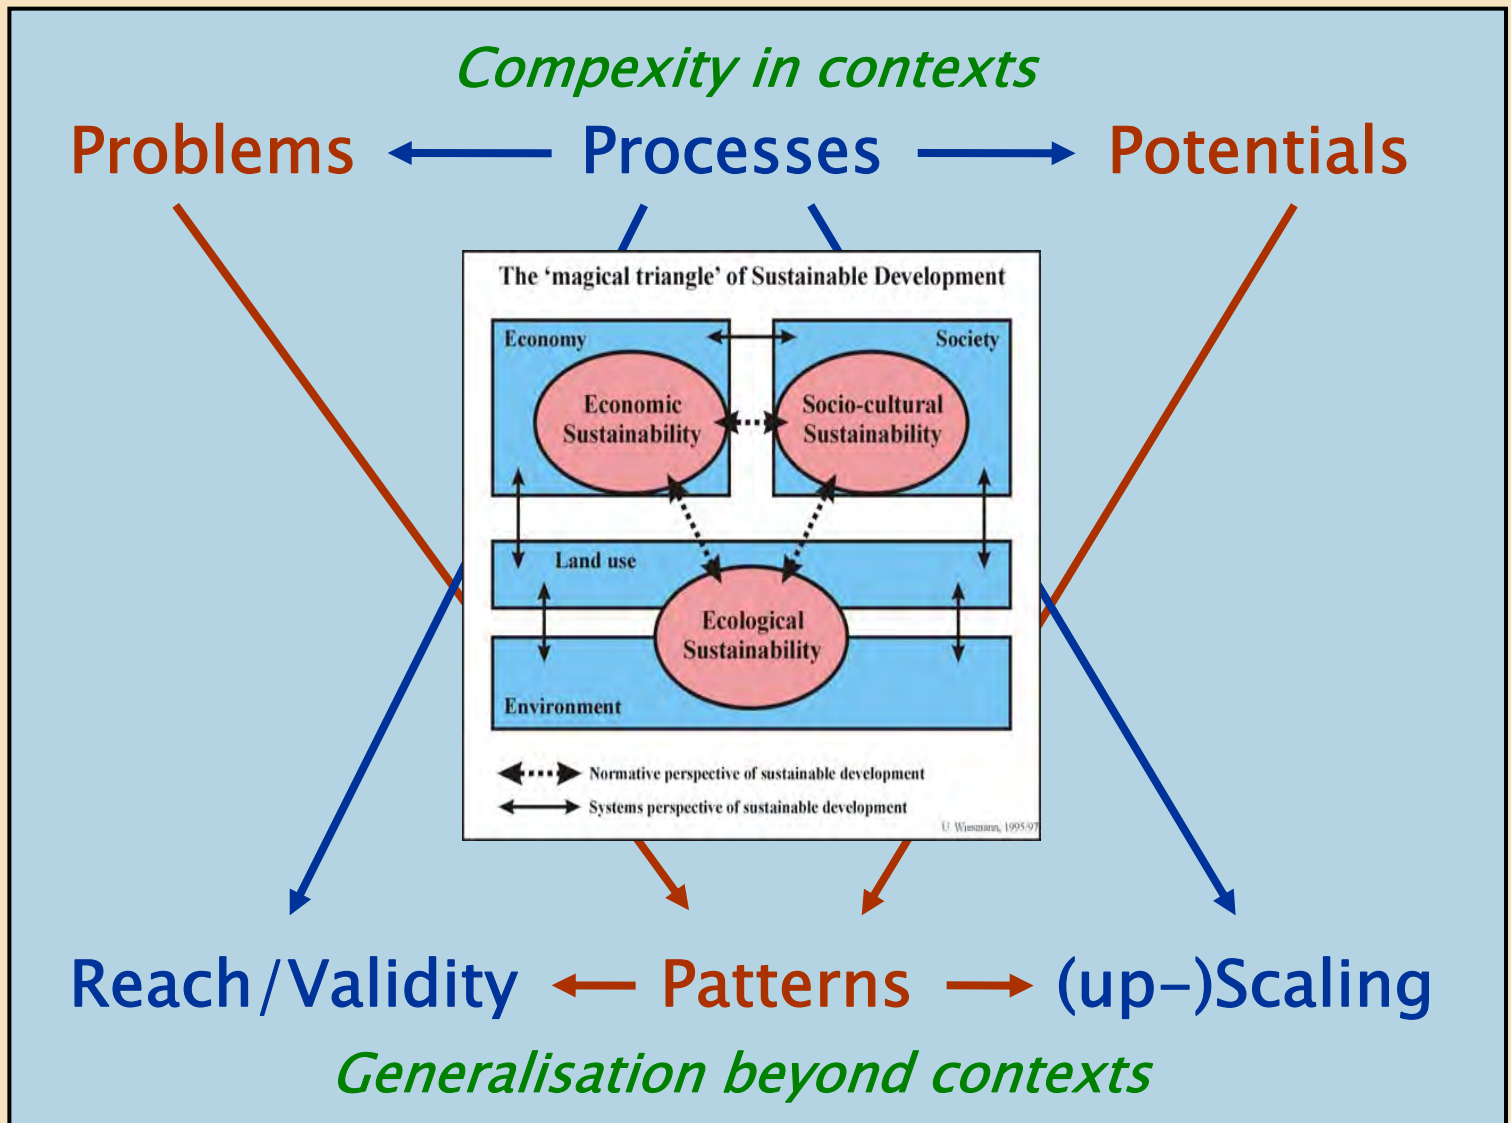 Compexity in contexts
Problems Processes Potentials
The ‘magical triangle’ of Sustainable Development
Economy Society
Economic
Sustainability
Socio-cultural
Sustainability
Land use
Ecological
Sustainability
Environment
Normative perspective of sustainable development
Systems perspective of sustainable development
U. Wiesmann, 1995/97
Reach/Validity Patterns (up-)Scaling
Generalisation beyond contexts